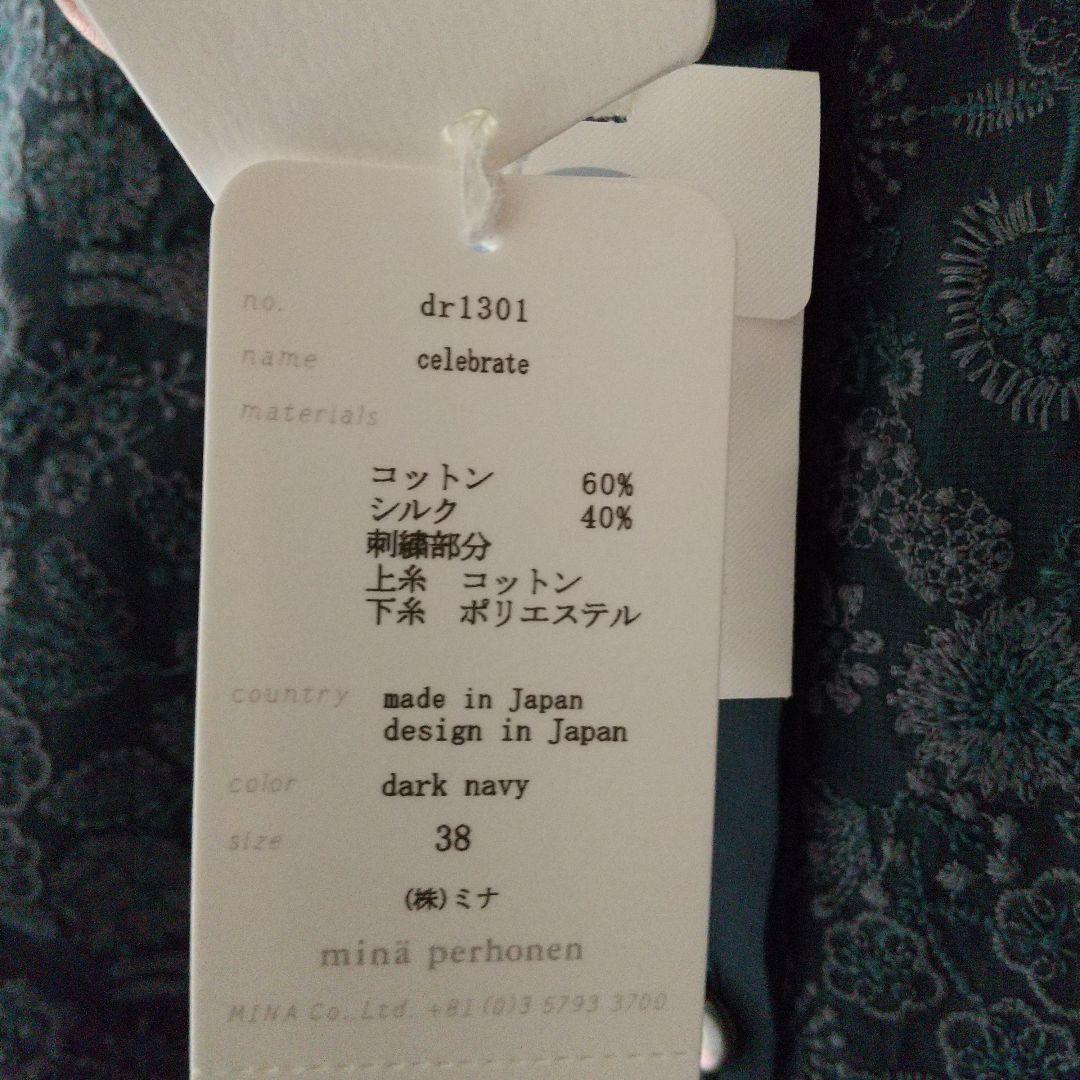 no. dr1301
name celebrate
materials
コットン 60%
シルク 40%
刺繍部分
上糸 コットン
下糸 ポリエステル
country made in Japan
design in Japan
color dark navy
size 38
(株)ミナ
minä perhonen
MINA Co., Ltd. +81 (0)3 5793 3700